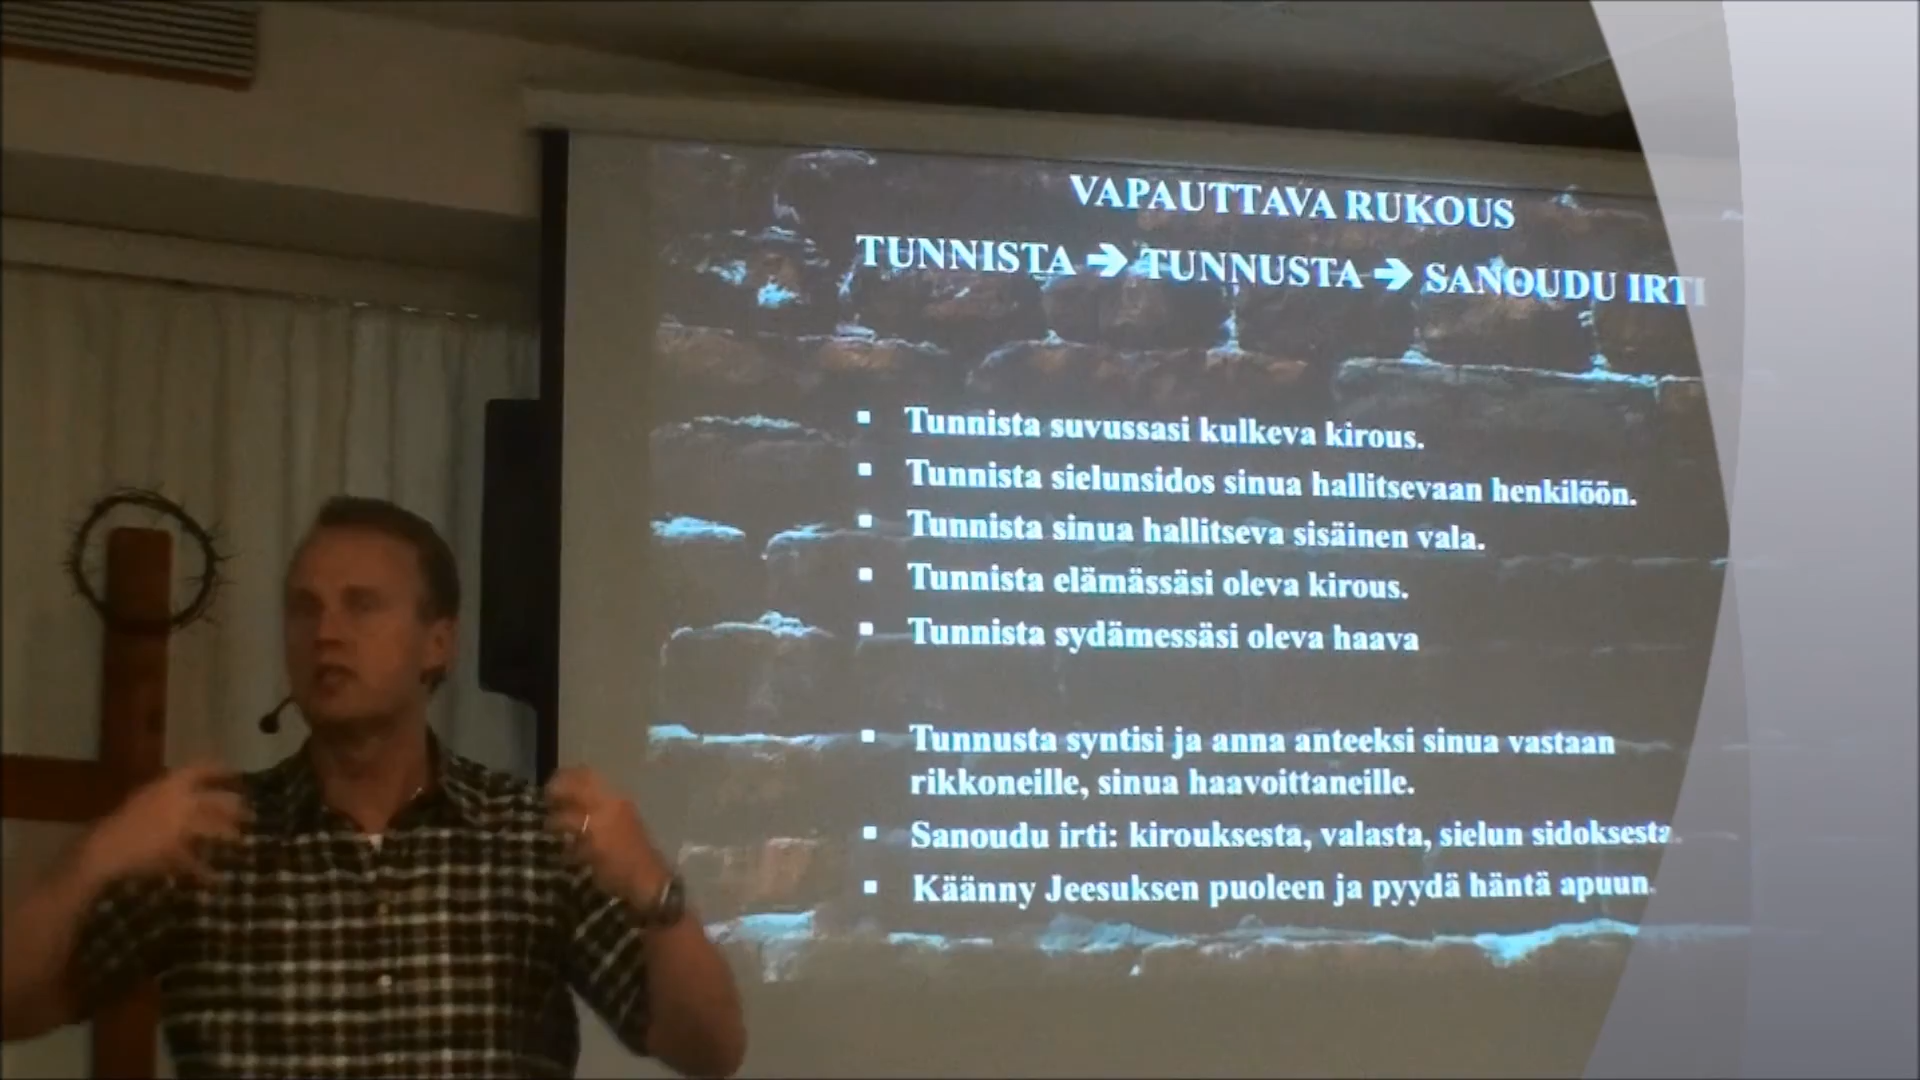 VAPAUTTAVA RUKOUS
TUNNISTA ➔ TUNNUSTA ➔ SANOUDU IRTI
▪ Tunnista suvussasi kulkeva kirous.
▪ Tunnista sielunsidos sinua hallitsevaan henkilöön.
▪ Tunnista sinua hallitseva sisäinen vala.
▪ Tunnista elämässäsi oleva kirous.
▪ Tunnista sydämessäsi oleva haava
▪ Tunnusta syntisi ja anna anteeksi sinua vastaan
rikkoneille, sinua haavoittaneille.
▪ Sanoudu irti: kirouksesta, valasta, sielun sidoksesta.
▪ Käänny Jeesuksen puoleen ja pyydä häntä apuun.